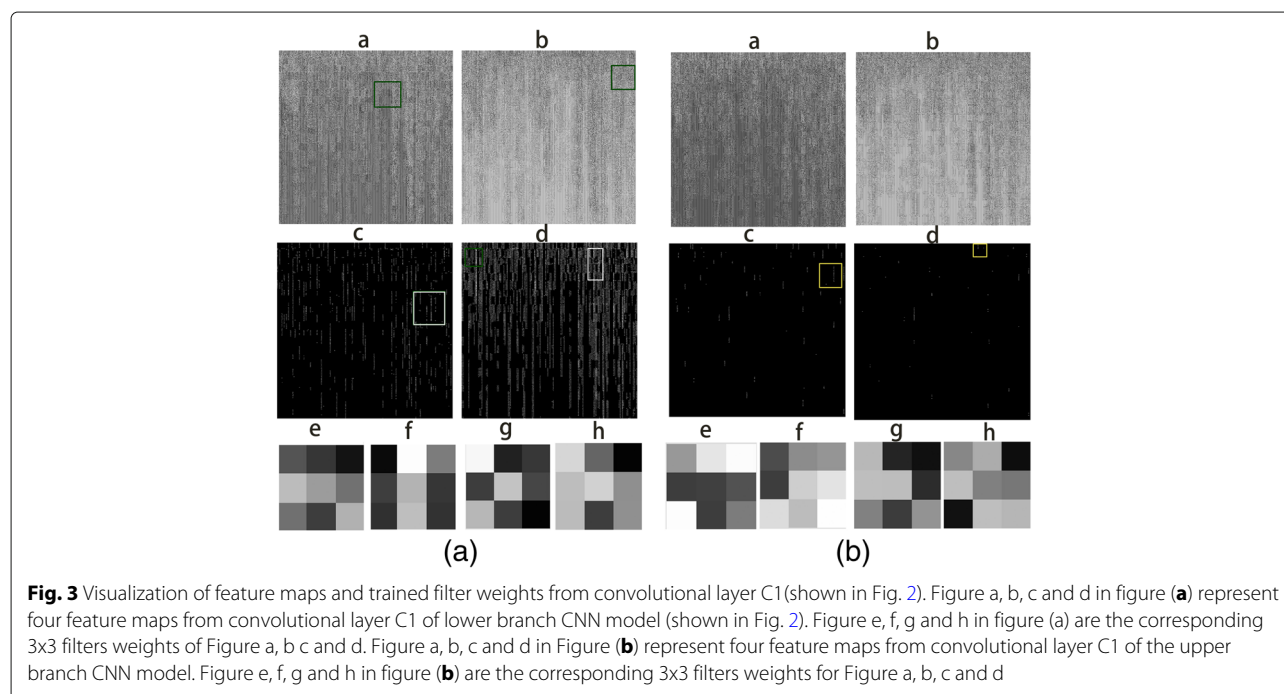 a b a b
c d c d
e f g h e f g h
(a) (b)
Fig. 3 Visualization of feature maps and trained filter weights from convolutional layer C1(shown in Fig. 2). Figure a, b, c and d in figure (a) represent
four feature maps from convolutional layer C1 of lower branch CNN model (shown in Fig. 2). Figure e, f, g and h in figure (a) are the corresponding
3x3 filters weights of Figure a, b c and d. Figure a, b, c and d in Figure (b) represent four feature maps from convolutional layer C1 of the upper
branch CNN model. Figure e, f, g and h in figure (b) are the corresponding 3x3 filters weights for Figure a, b, c and d